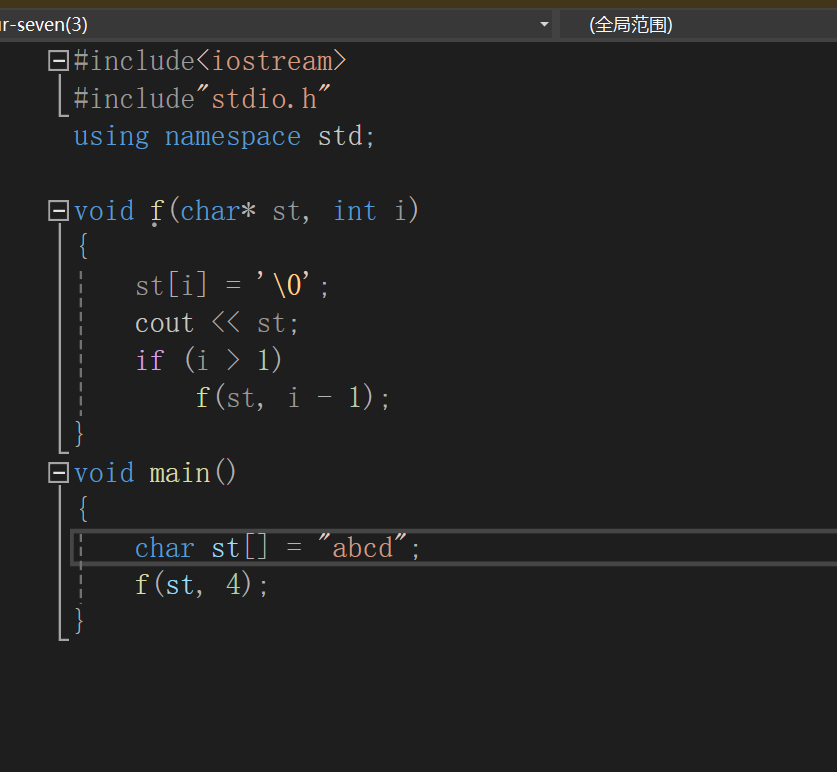 r-seven(3) (全局范围)
#include<iostream>
#include"stdio.h"
using namespace std;
void f(char* st, int i)
{
st[i] = '\0';
cout << st;
if (i > 1)
f(st, i - 1);
}
void main()
{
char st[] = "abcd";
f(st, 4);
}